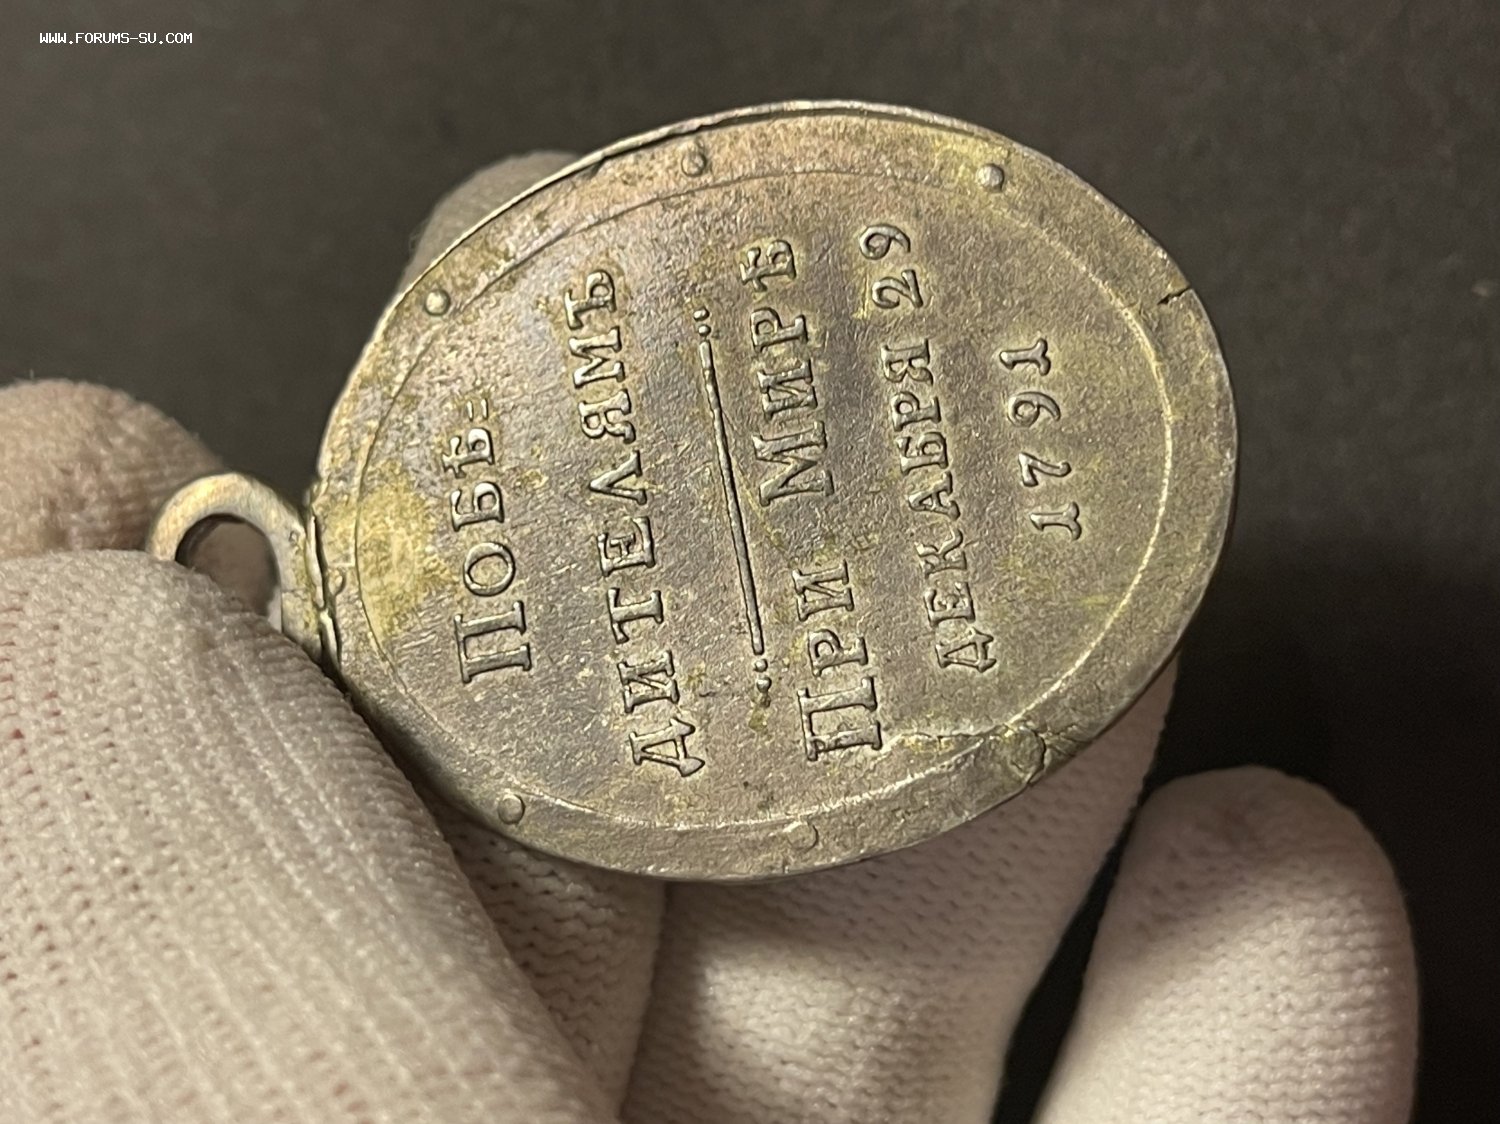 WWW.FORUMS-SU.COM
ПОБѢ=
ДИТЕЛЯМЪ
ПРИ МИРѢ
ДЕКАБРЯ 29
1791